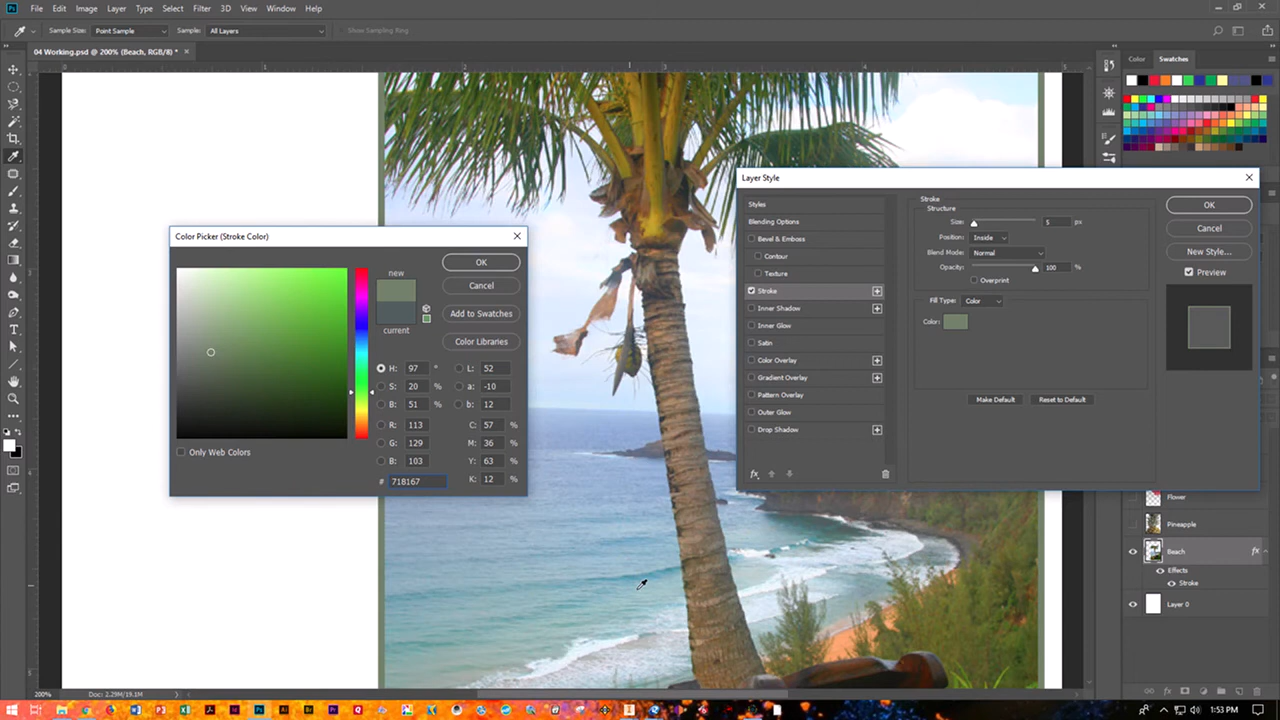 Ps File Edit Image Layer Type Select Filter 3D View Window Help
Sample Size: Point Sample Sample: All Layers Show Sampling Ring
04 Working.psd @ 200% (Beach, RGB/8) *
Color Swatches
Color Picker (Stroke Color)
new
current
OK
Cancel
Add to Swatches
Color Libraries
H: 97 ° L: 52
S: 20 % a: -10
B: 51 % b: 12
R: 113 C: 57 %
G: 129 M: 36 %
B: 103 Y: 63 %
# 718167 K: 12 %
Only Web Colors
Layer Style
Styles
Blending Options
Bevel & Emboss
Contour
Texture
Stroke
Inner Shadow
Inner Glow
Satin
Color Overlay
Gradient Overlay
Pattern Overlay
Outer Glow
Drop Shadow
fx
Stroke
Structure
Size: 5 px
Position: Inside
Blend Mode: Normal
Opacity: 100 %
Overprint
Fill Type: Color
Color:
Make Default Reset to Default
OK
Cancel
New Style...
Preview
Flower
Pineapple
Beach fx
Effects
Stroke
Layer 0
200% Doc: 2.29M/19.1M
1:53 PM